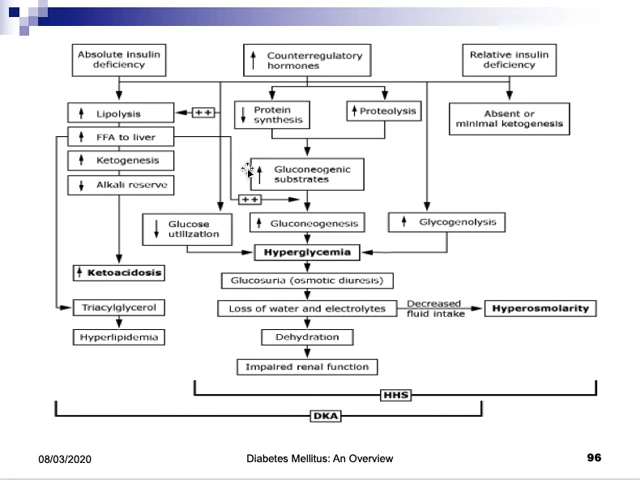 Absolute insulin
deficiency
Counterregulatory
hormones
Relative insulin
deficiency
Lipolysis
++
Protein
synthesis
Proteolysis
Absent or
minimal ketogenesis
FFA to liver
Ketogenesis
Alkali reserve
Gluconeogenic
substrates
++
Glucose
utilization
Gluconeogenesis
Glycogenolysis
Hyperglycemia
Ketoacidosis
Glucosuria (osmotic diuresis)
Triacylglycerol
Loss of water and electrolytes
Decreased
fluid intake
Hyperosmolarity
Hyperlipidemia
Dehydration
Impaired renal function
HHS
DKA
08/03/2020
Diabetes Mellitus: An Overview
96